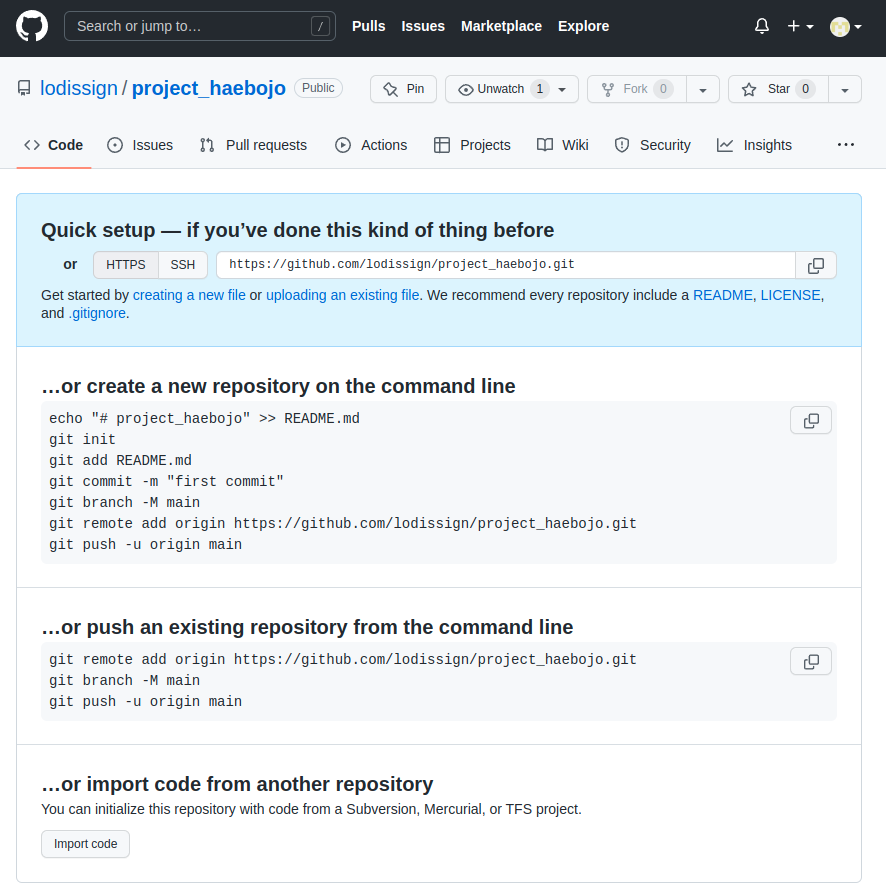 Search or jump to… /
Pulls Issues Marketplace Explore
lodissign / project_haebojo Public
Pin Unwatch 1 Fork 0 Star 0
Code Issues Pull requests Actions Projects Wiki Security Insights
Quick setup — if you’ve done this kind of thing before
or HTTPS SSH https://github.com/lodissign/project_haebojo.git
Get started by creating a new file or uploading an existing file. We recommend every repository include a README, LICENSE,
and .gitignore.
…or create a new repository on the command line
echo "# project_haebojo" >> README.md
git init
git add README.md
git commit -m "first commit"
git branch -M main
git remote add origin https://github.com/lodissign/project_haebojo.git
git push -u origin main
…or push an existing repository from the command line
git remote add origin https://github.com/lodissign/project_haebojo.git
git branch -M main
git push -u origin main
…or import code from another repository
You can initialize this repository with code from a Subversion, Mercurial, or TFS project.
Import code